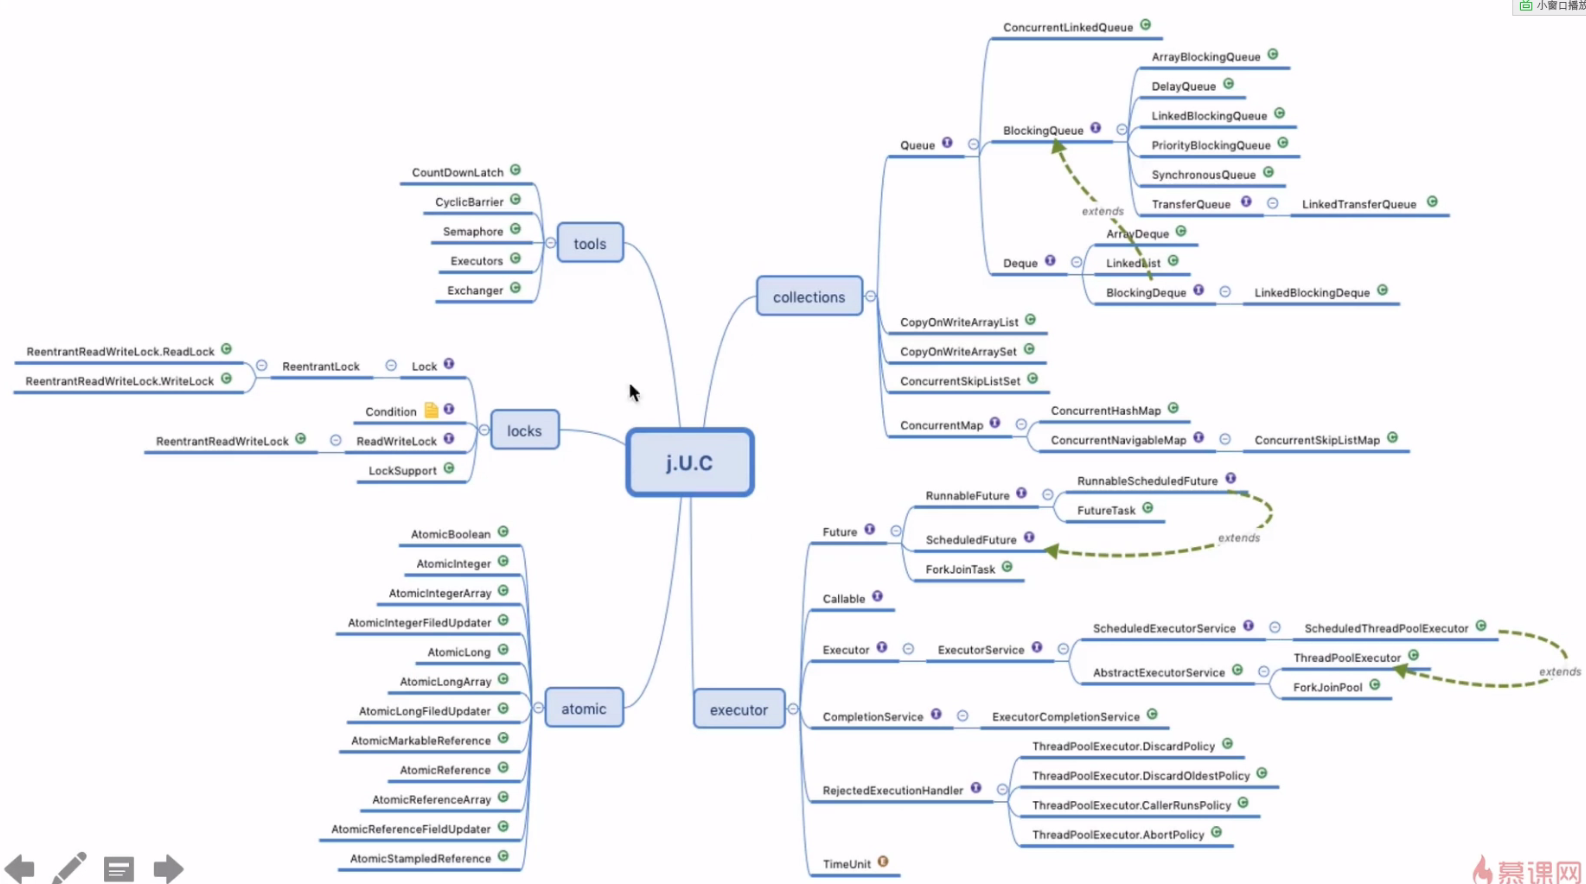 小窗口播放
ConcurrentLinkedQueue
ArrayBlockingQueue
DelayQueue
LinkedBlockingQueue
BlockingQueue
PriorityBlockingQueue
Queue
SynchronousQueue
TransferQueue
LinkedTransferQueue
extends
ArrayDeque
Deque
LinkedList
BlockingDeque
LinkedBlockingDeque
collections
CopyOnWriteArrayList
CopyOnWriteArraySet
ConcurrentSkipListSet
ConcurrentMap
ConcurrentHashMap
ConcurrentNavigableMap
ConcurrentSkipListMap
CountDownLatch
CyclicBarrier
Semaphore
Executors
Exchanger
tools
ReentrantReadWriteLock.ReadLock
ReentrantReadWriteLock.WriteLock
ReentrantLock
Lock
Condition
ReentrantReadWriteLock
ReadWriteLock
LockSupport
locks
j.U.C
AtomicBoolean
AtomicInteger
AtomicIntegerArray
AtomicIntegerFiledUpdater
AtomicLong
AtomicLongArray
AtomicLongFiledUpdater
AtomicMarkableReference
AtomicReference
AtomicReferenceArray
AtomicReferenceFieldUpdater
AtomicStampledReference
atomic
executor
Future
RunnableFuture
RunnableScheduledFuture
FutureTask
ScheduledFuture
extends
ForkJoinTask
Callable
Executor
ExecutorService
ScheduledExecutorService
ScheduledThreadPoolExecutor
AbstractExecutorService
ThreadPoolExecutor
extends
ForkJoinPool
CompletionService
ExecutorCompletionService
RejectedExecutionHandler
ThreadPoolExecutor.DiscardPolicy
ThreadPoolExecutor.DiscardOldestPolicy
ThreadPoolExecutor.CallerRunsPolicy
ThreadPoolExecutor.AbortPolicy
TimeUnit
慕课网